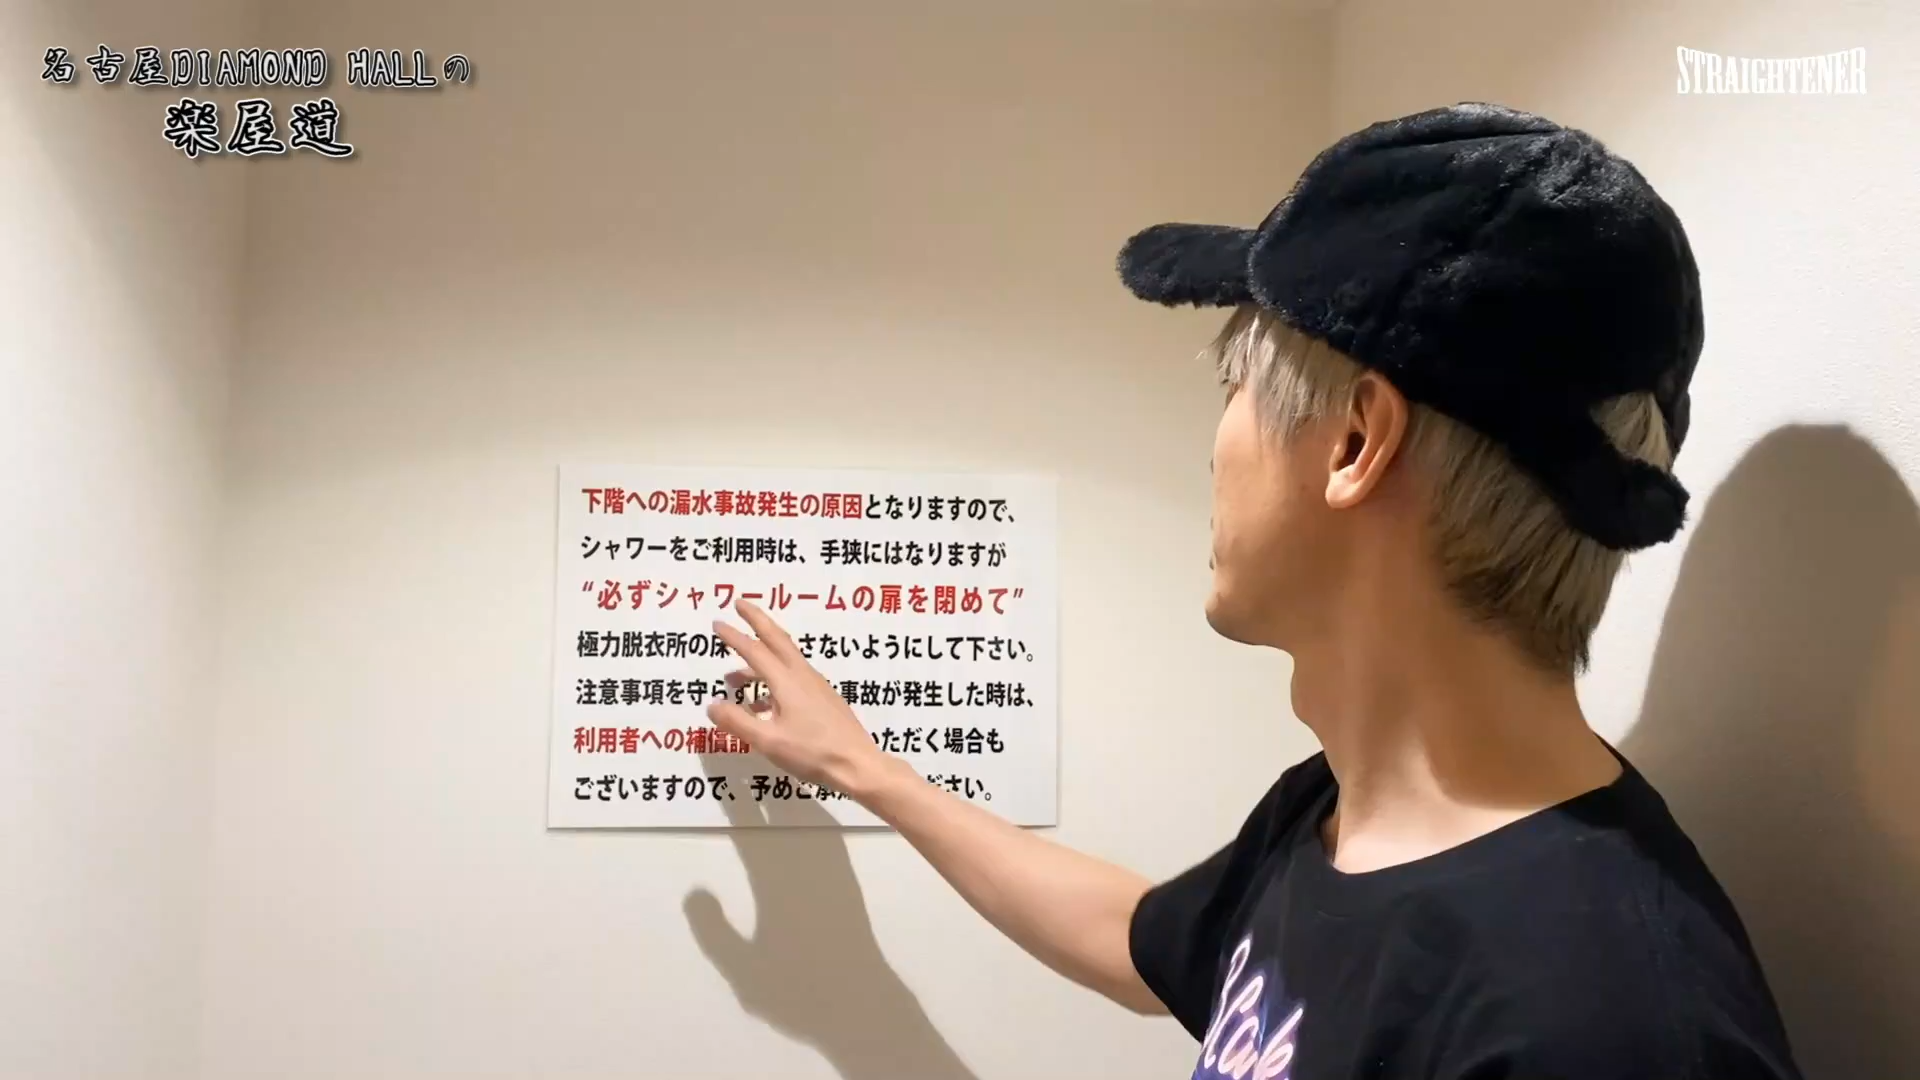 名古屋DIAMOND HALLの
楽屋道
STRAIGHTENER
下階への漏水事故発生の原因となりますので、
シャワーをご利用時は、手狭にはなりますが
“必ずシャワールームの扉を閉めて”
極力脱衣所の床 さないようにして下さい。
注意事項を守らず 事故が発生した時は、
利用者への補償請 いただく場合も
ございますので、予めご承 ださい。